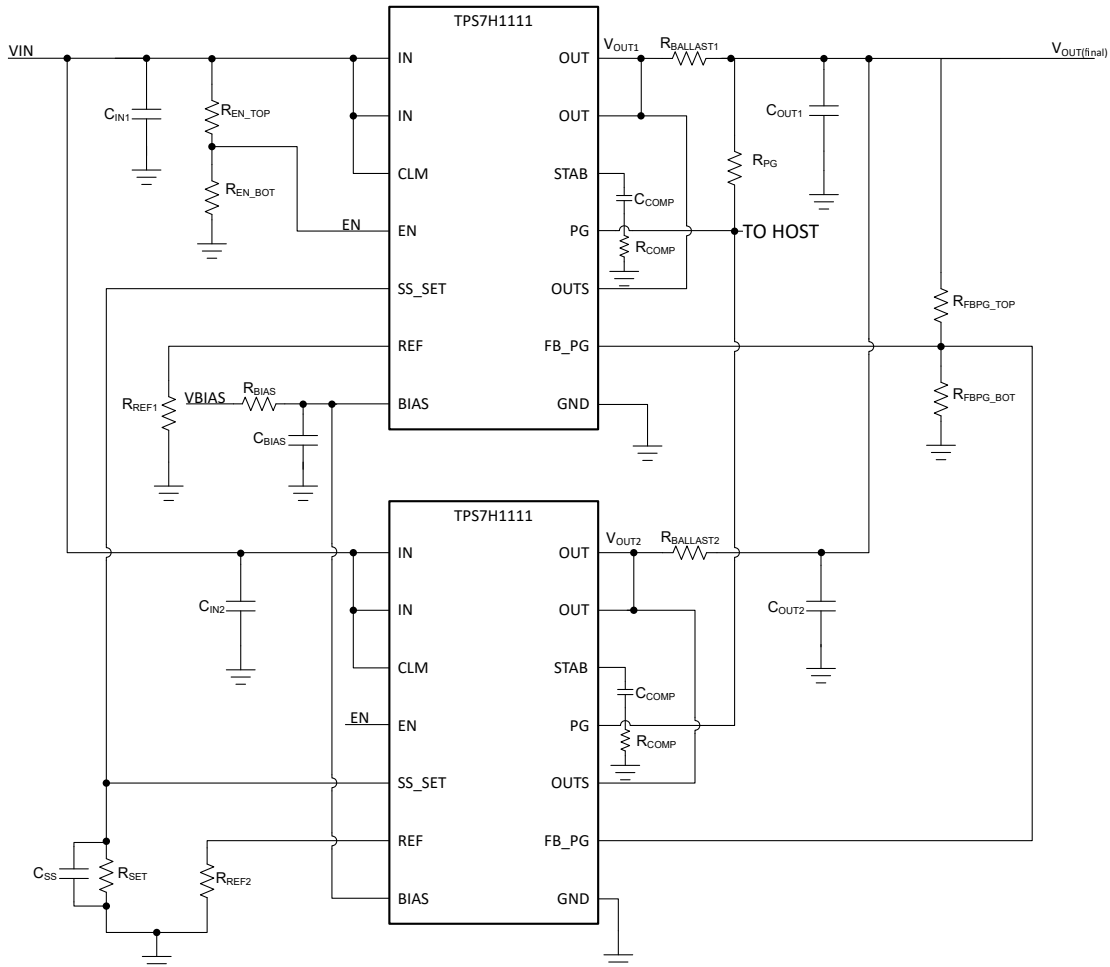 TPS7H1111
VIN
IN
OUT
VOUT1
RBALLAST1
VOUT(final)
CIN1
REN_TOP
IN
OUT
COUT1
RPG
CLM
STAB
CCOMP
REN_BOT
EN
EN
PG
TO HOST
RCOMP
SS_SET
OUTS
RFBPG_TOP
REF
FB_PG
RBIAS
RREF1
VBIAS
BIAS
GND
RFBPG_BOT
CBIAS
TPS7H1111
IN
OUT
VOUT2
RBALLAST2
CIN2
IN
OUT
COUT2
CLM
STAB
CCOMP
EN
EN
PG
RCOMP
SS_SET
OUTS
REF
FB_PG
CSS
RSET
RREF2
BIAS
GND